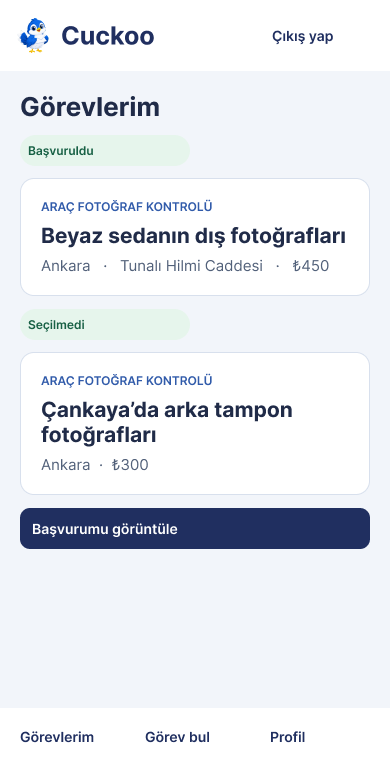 Cuckoo
Çıkış yap
Görevlerim
Başvuruldu
ARAÇ FOTOĞRAF KONTROLÜ
Beyaz sedanın dış fotoğrafları
Ankara · Tunalı Hilmi Caddesi · ₺450
Seçilmedi
ARAÇ FOTOĞRAF KONTROLÜ
Çankaya’da arka tampon
fotoğrafları
Ankara · ₺300
Başvurumu görüntüle
Görevlerim
Görev bul
Profil